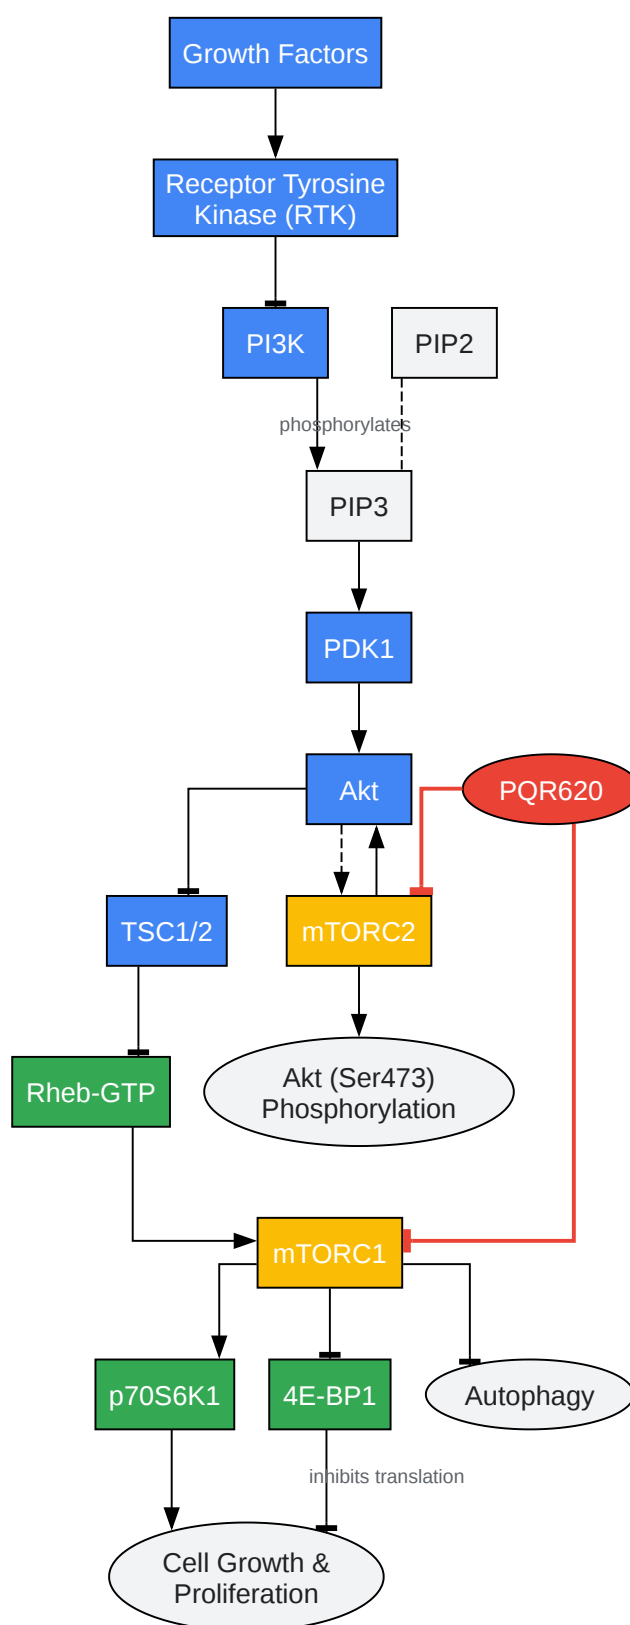 Growth Factors
Receptor Tyrosine
Kinase (RTK)
PI3K
PIP2
phosphorylates
PIP3
PDK1
Akt
PQR620
TSC1/2
mTORC2
Rheb-GTP
Akt (Ser473)
Phosphorylation
mTORC1
p70S6K1
4E-BP1
Autophagy
inhibits translation
Cell Growth &
Proliferation